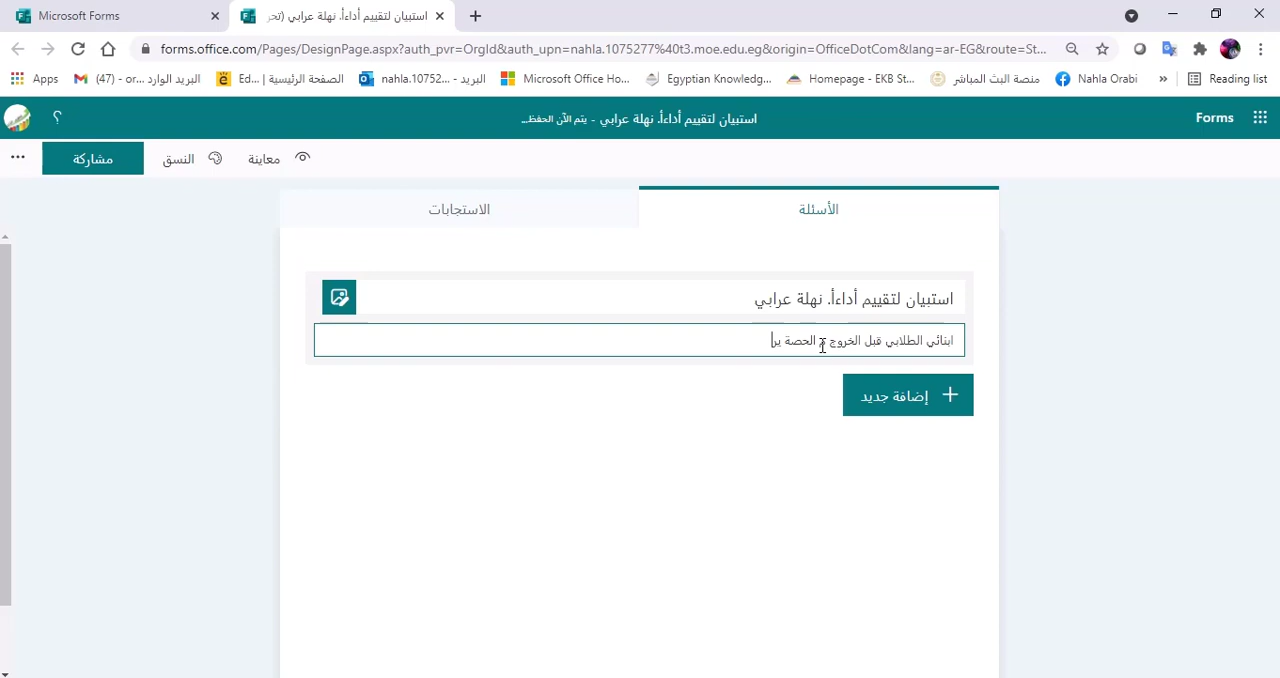 Microsoft Forms
استبيان لتقييم أداءأ. نهلة عرابي (تحر
forms.office.com/Pages/DesignPage.aspx?auth_pvr=OrgId&auth_upn=nahla.1075277%40t3.moe.edu.eg&origin=OfficeDotCom&lang=ar-EG&route=St...
Apps
(47) البريد الوارد - or...
الصفحة الرئيسية | ...Ed
البريد - ...nahla.10752
Microsoft Office Ho...
Egyptian Knowledg...
Homepage - EKB St...
منصة البث المباشر
Nahla Orabi
»
Reading list
Forms
استبيان لتقييم أداءأ. نهلة عرابي - يتم الآن الحفظ...
؟
معاينة
النسق
مشاركة
...
الأسئلة
الاستجابات
استبيان لتقييم أداءأ. نهلة عرابي
ابنائي الطلابي قبل الخروج م الحصة ير
إضافة جديد